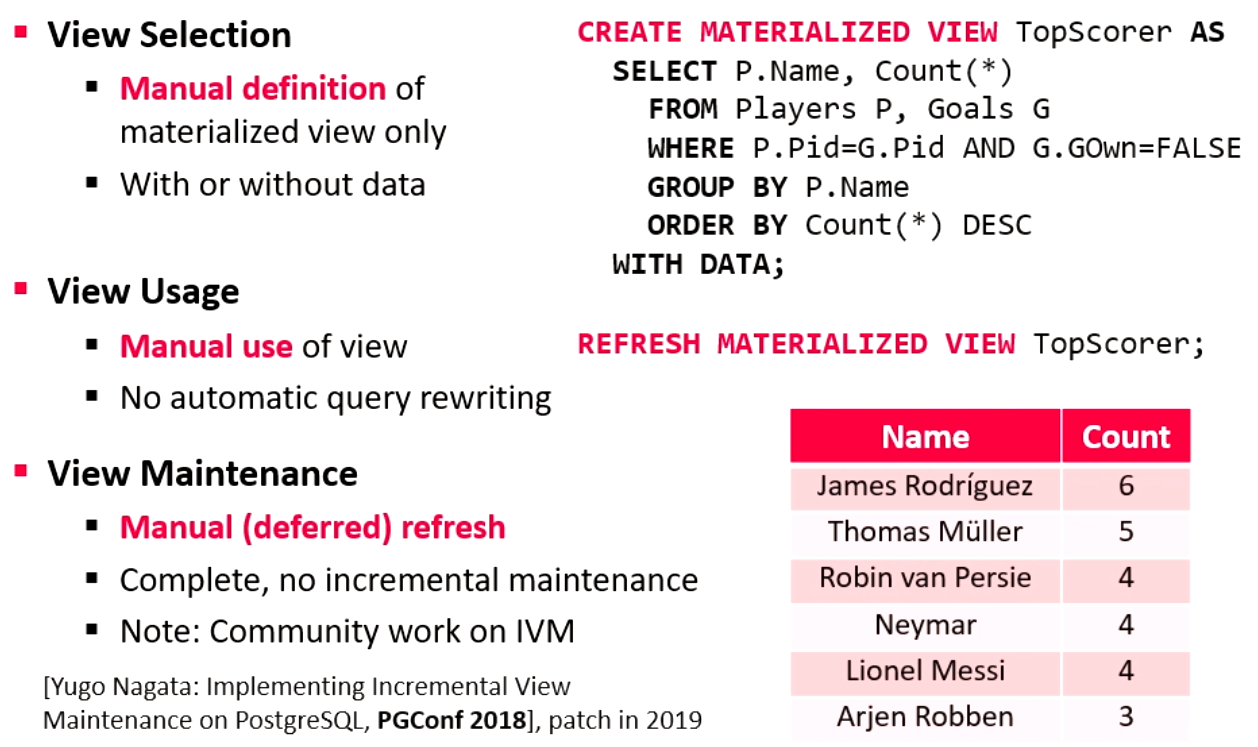 View Selection
Manual definition of
materialized view only
With or without data
View Usage
Manual use of view
No automatic query rewriting
View Maintenance
Manual (deferred) refresh
Complete, no incremental maintenance
Note: Community work on IVM
[Yugo Nagata: Implementing Incremental View
Maintenance on PostgreSQL, PGConf 2018], patch in 2019
CREATE MATERIALIZED VIEW TopScorer AS
SELECT P.Name, Count(*)
FROM Players P, Goals G
WHERE P.Pid=G.Pid AND G.GOwn=FALSE
GROUP BY P.Name
ORDER BY Count(*) DESC
WITH DATA;
REFRESH MATERIALIZED VIEW TopScorer;
Name Count
James Rodríguez 6
Thomas Müller 5
Robin van Persie 4
Neymar 4
Lionel Messi 4
Arjen Robben 3